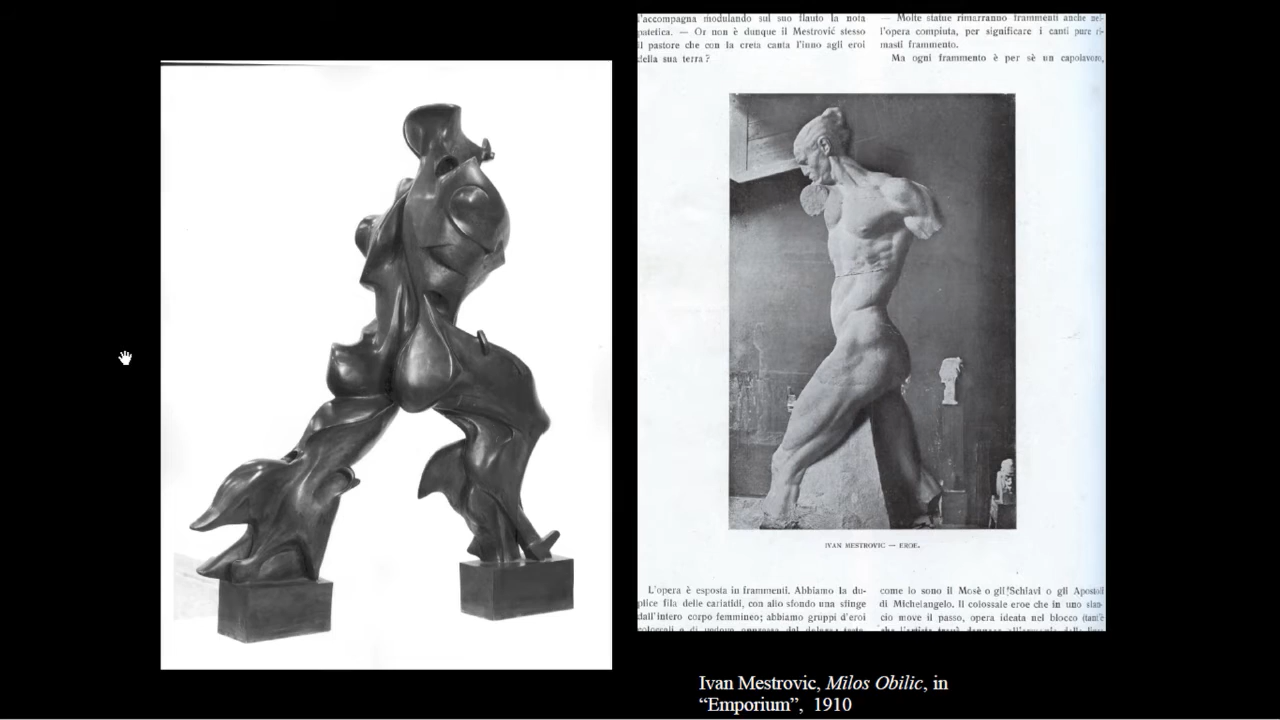 l'accompagna modulando sul suo flauto la nota
patetica. — Or non è dunque il Mestrović stesso
il pastore che con la creta canta l'inno agli eroi
della sua terra?
— Molte statue rimarranno frammenti anche nel-
l'opera compiuta, per significare i canti pure ri-
masti frammento.
Ma ogni frammento è per sè un capolavoro,
IVAN MESTROVIC — EROE.
L'opera è esposta in frammenti. Abbiamo la du-
plice fila delle cariatidi, con allo sfondo una sfinge
dall'intero corpo femmineo; abbiamo gruppi d'eroi
come lo sono il Mosè o gli Schiavi o gli Apostoli
di Michelangelo. Il colossale eroe che in uno slan-
cio move il passo, opera ideata nel blocco (tant'è
Ivan Mestrovic, Milos Obilic, in
“Emporium”, 1910